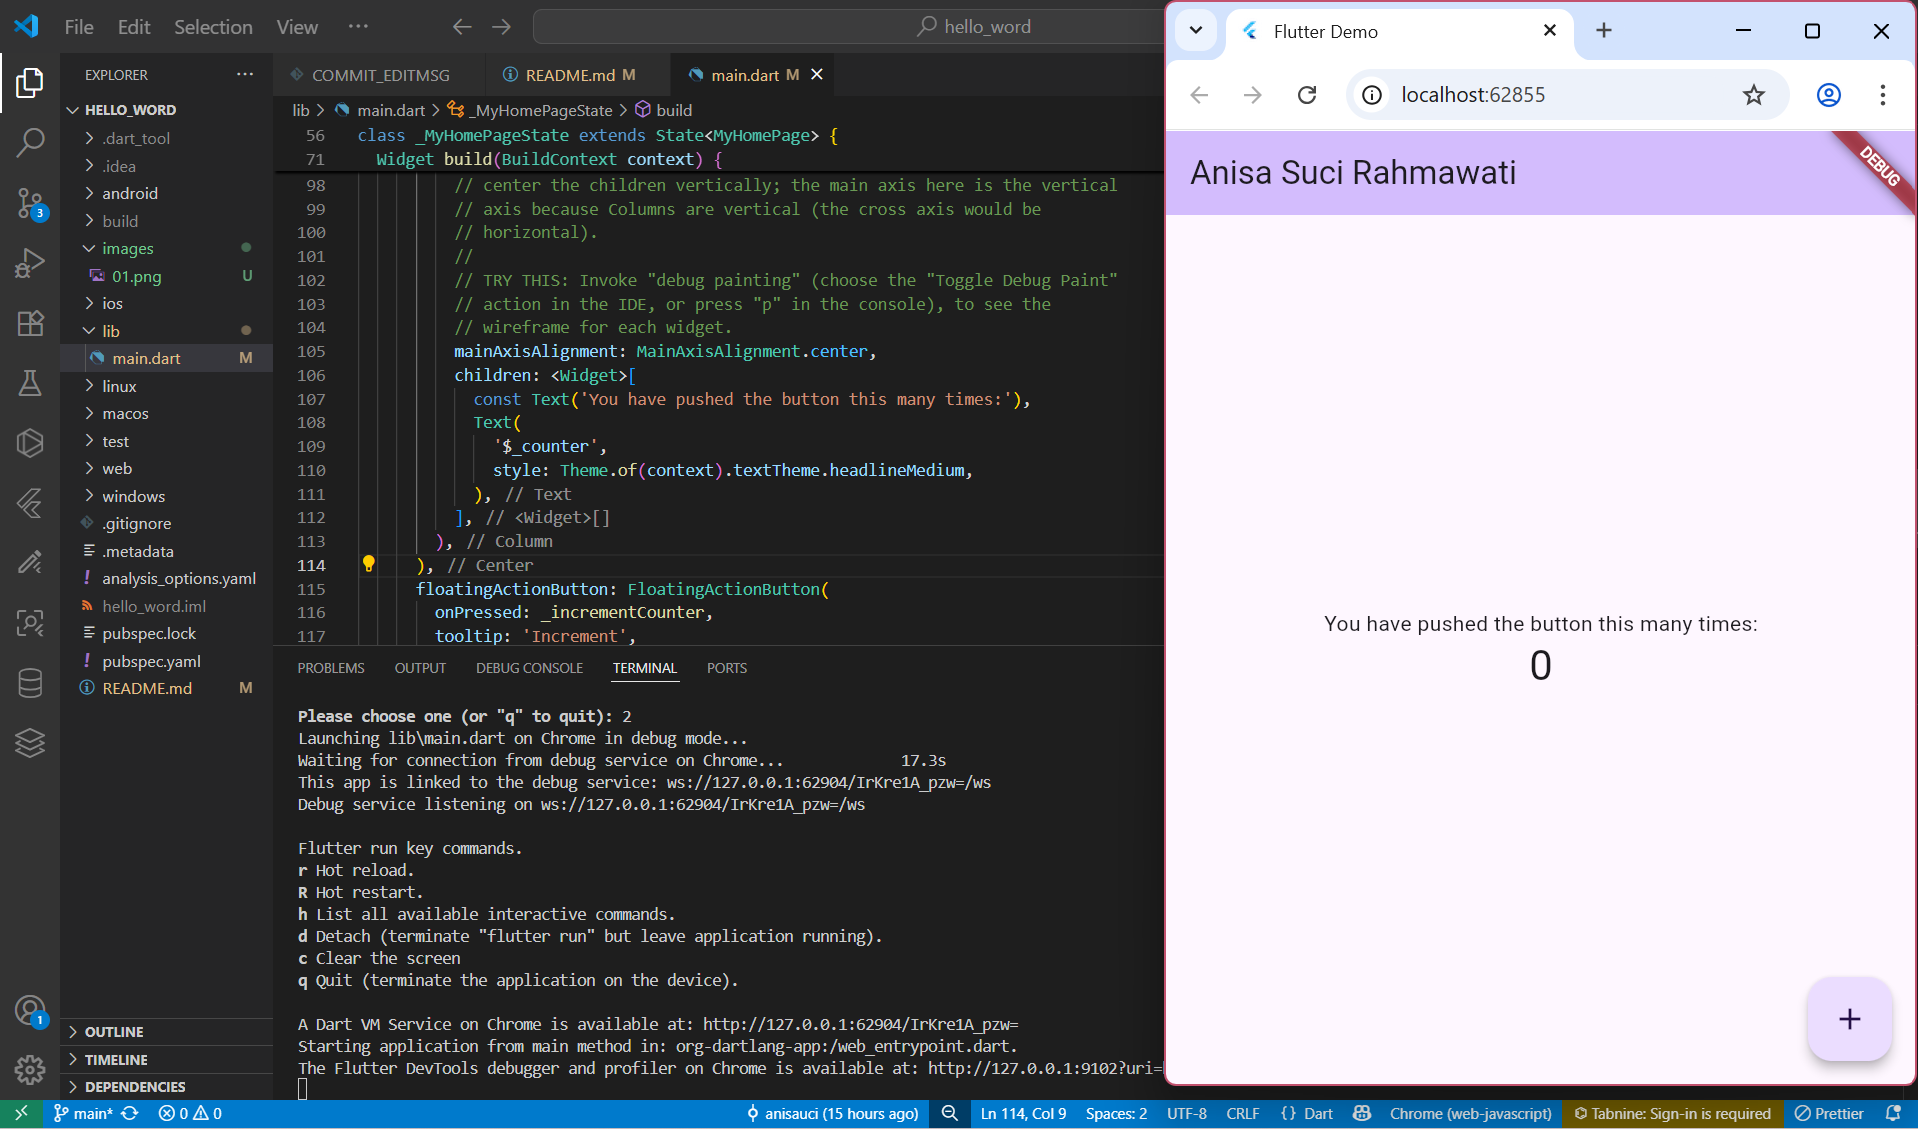 File Edit Selection View ··· hello_word
EXPLORER ···
HELLO_WORD
.dart_tool
.idea
android
build
images
01.png U
ios
lib
main.dart M
linux
macos
test
web
windows
.gitignore
.metadata
analysis_options.yaml
hello_word.iml
pubspec.lock
pubspec.yaml
README.md M
OUTLINE
TIMELINE
DEPENDENCIES
3
1
COMMIT_EDITMSG README.md M main.dart M
lib > main.dart > _MyHomePageState > build
56 class _MyHomePageState extends State<MyHomePage> {
71 Widget build(BuildContext context) {
98 // center the children vertically; the main axis here is the vertical
99 // axis because Columns are vertical (the cross axis would be
100 // horizontal).
101 //
102 // TRY THIS: Invoke "debug painting" (choose the "Toggle Debug Paint"
103 // action in the IDE, or press "p" in the console), to see the
104 // wireframe for each widget.
105 mainAxisAlignment: MainAxisAlignment.center,
106 children: <Widget>[
107 const Text('You have pushed the button this many times:'),
108 Text(
109 '$_counter',
110 style: Theme.of(context).textTheme.headlineMedium,
111 ), // Text
112 ], // <Widget>[]
113 ), // Column
114 ), // Center
115 floatingActionButton: FloatingActionButton(
116 onPressed: _incrementCounter,
117 tooltip: 'Increment',
PROBLEMS OUTPUT DEBUG CONSOLE TERMINAL PORTS
Please choose one (or "q" to quit): 2
Launching lib\main.dart on Chrome in debug mode...
Waiting for connection from debug service on Chrome... 17.3s
This app is linked to the debug service: ws://127.0.0.1:62904/IrKre1A_pzw=/ws
Debug service listening on ws://127.0.0.1:62904/IrKre1A_pzw=/ws
Flutter run key commands.
r Hot reload.
R Hot restart.
h List all available interactive commands.
d Detach (terminate "flutter run" but leave application running).
c Clear the screen
q Quit (terminate the application on the device).
A Dart VM Service on Chrome is available at: http://127.0.0.1:62904/IrKre1A_pzw=
Starting application from main method in: org-dartlang-app:/web_entrypoint.dart.
The Flutter DevTools debugger and profiler on Chrome is available at: http://127.0.0.1:9102?uri=
Flutter Demo
localhost:62855
Anisa Suci Rahmawati
DEBUG
You have pushed the button this many times:
0
+
main* 0 0 anisauci (15 hours ago) Ln 114, Col 9 Spaces: 2 UTF-8 CRLF {} Dart Chrome (web-javascript) Tabnine: Sign-in is required Prettier